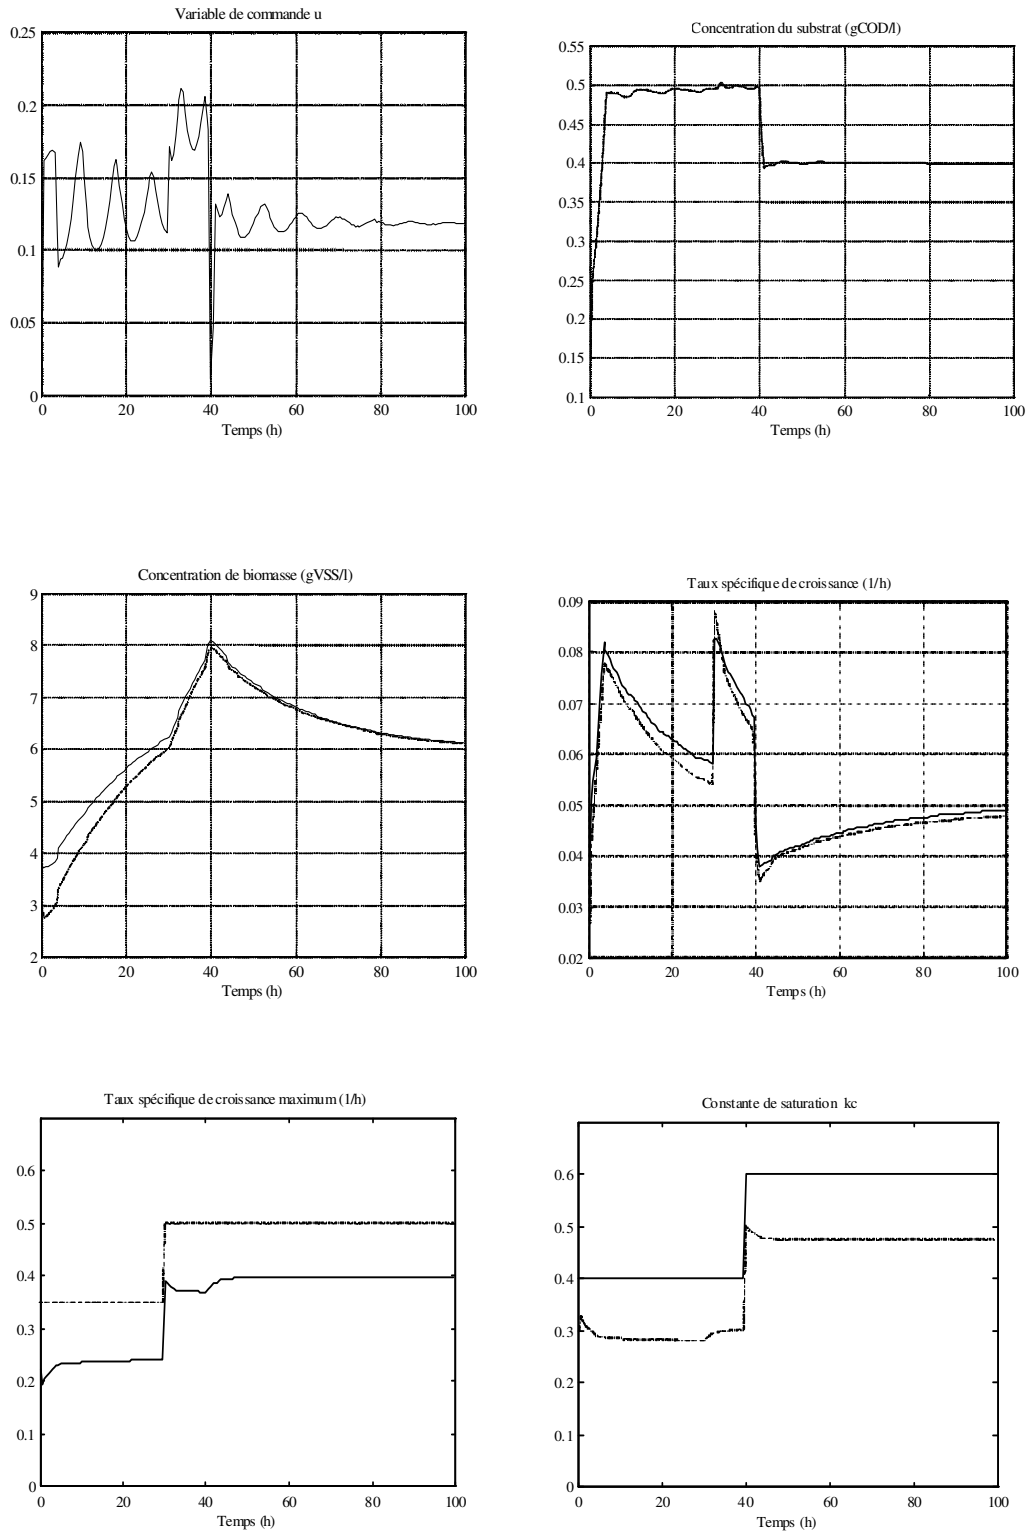 Variable de commande u
0.25
0.2
0.15
0.1
0.05
0
0 20 40 60 80 100
Temps (h)
Concentration du substrat (gCOD/l)
0.55
0.5
0.45
0.4
0.35
0.3
0.25
0.2
0.15
0.1
0 20 40 60 80 100
Temps (h)
Concentration de biomasse (gVSS/l)
9
8
7
6
5
4
3
2
0 20 40 60 80 100
Temps (h)
Taux spécifique de croissance (1/h)
0.09
0.08
0.07
0.06
0.05
0.04
0.03
0.02
0 20 40 60 80 100
Temps (h)
Taux spécifique de croissance maximum (1/h)
0.6
0.5
0.4
0.3
0.2
0.1
0
0 20 40 60 80 100
Temps (h)
Constante de saturation kc
0.6
0.5
0.4
0.3
0.2
0.1
0
0 20 40 60 80 100
Temps (h)